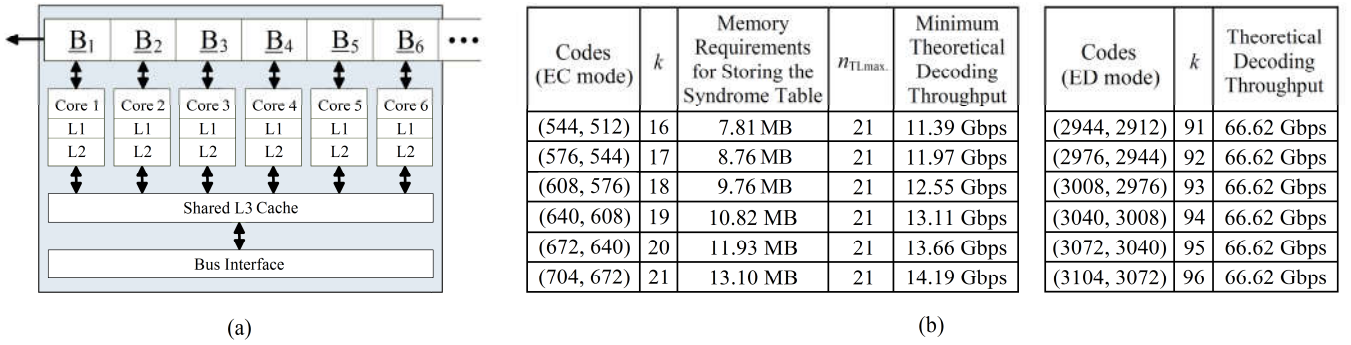 B1 B2 B3 B4 B5 B6 •••
Core 1 Core 2 Core 3 Core 4 Core 5 Core 6
L1 L1 L1 L1 L1 L1
L2 L2 L2 L2 L2 L2
Shared L3 Cache
Bus Interface
(a)
Codes
(EC mode)
k
Memory
Requirements
for Storing the
Syndrome Table
nTLmax.
Minimum
Theoretical
Decoding
Throughput
(544, 512) 16 7.81 MB 21 11.39 Gbps
(576, 544) 17 8.76 MB 21 11.97 Gbps
(608, 576) 18 9.76 MB 21 12.55 Gbps
(640, 608) 19 10.82 MB 21 13.11 Gbps
(672, 640) 20 11.93 MB 21 13.66 Gbps
(704, 672) 21 13.10 MB 21 14.19 Gbps
Codes
(ED mode)
k
Theoretical
Decoding
Throughput
(2944, 2912) 91 66.62 Gbps
(2976, 2944) 92 66.62 Gbps
(3008, 2976) 93 66.62 Gbps
(3040, 3008) 94 66.62 Gbps
(3072, 3040) 95 66.62 Gbps
(3104, 3072) 96 66.62 Gbps
(b)